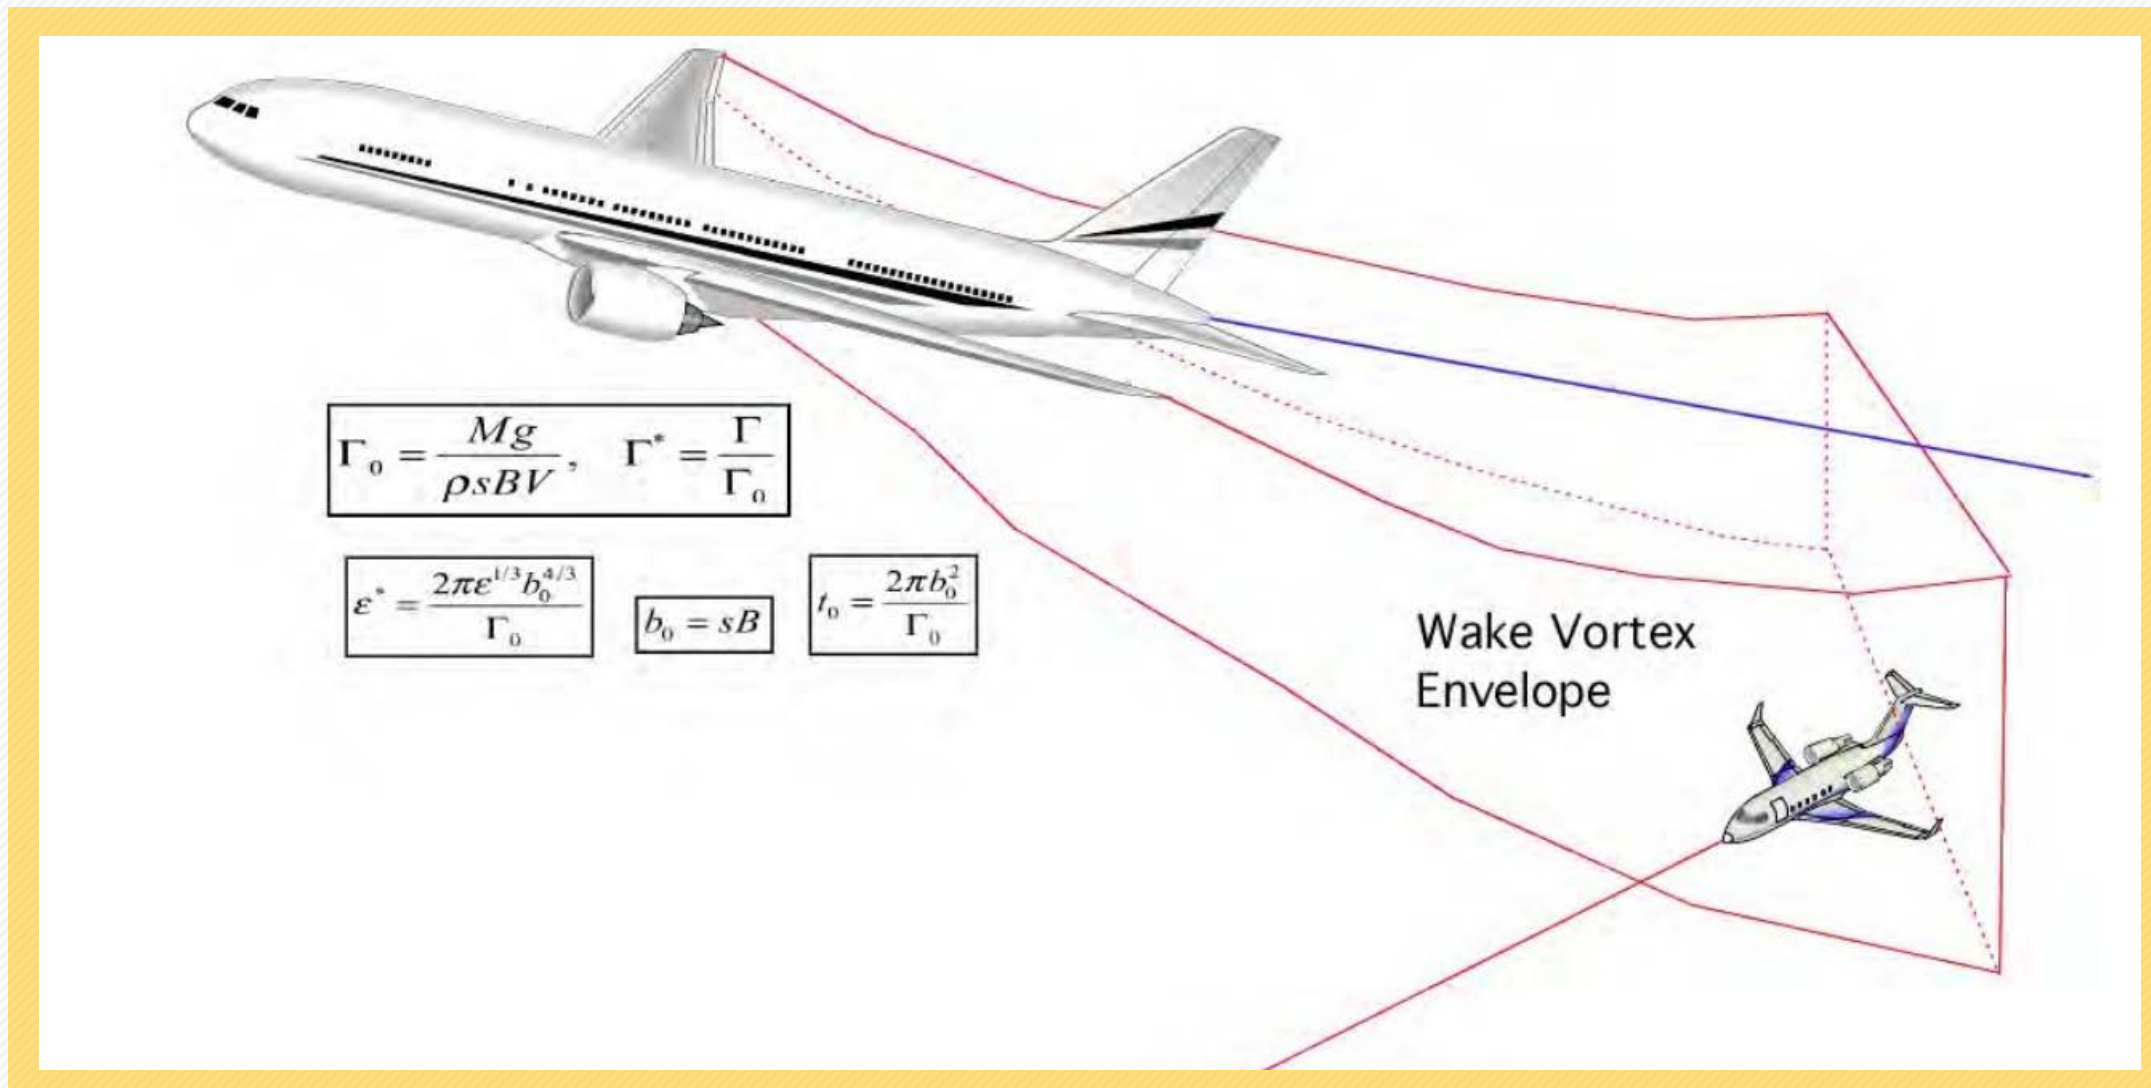 Γ₀ = Mg / ρsBV, Γ* = Γ / Γ₀
ε* = 2πε^{1/3}b₀^{4/3} / Γ₀
b₀ = sB
t₀ = 2πb₀² / Γ₀
Wake Vortex
Envelope